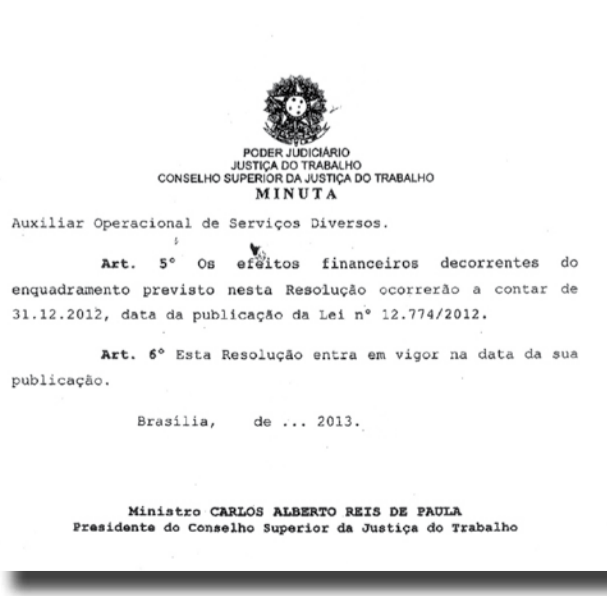 PODER JUDICIÁRIO
JUSTIÇA DO TRABALHO
CONSELHO SUPERIOR DA JUSTIÇA DO TRABALHO
MINUTA
Auxiliar Operacional de Serviços Diversos.
Art. 5° Os efeitos financeiros decorrentes do
enquadramento previsto nesta Resolução ocorrerão a contar de
31.12.2012, data da publicação da Lei n° 12.774/2012.
Art. 6° Esta Resolução entra em vigor na data da sua
publicação.
Brasília, de ... 2013.
Ministro CARLOS ALBERTO REIS DE PAULA
Presidente do Conselho Superior da Justiça do Trabalho